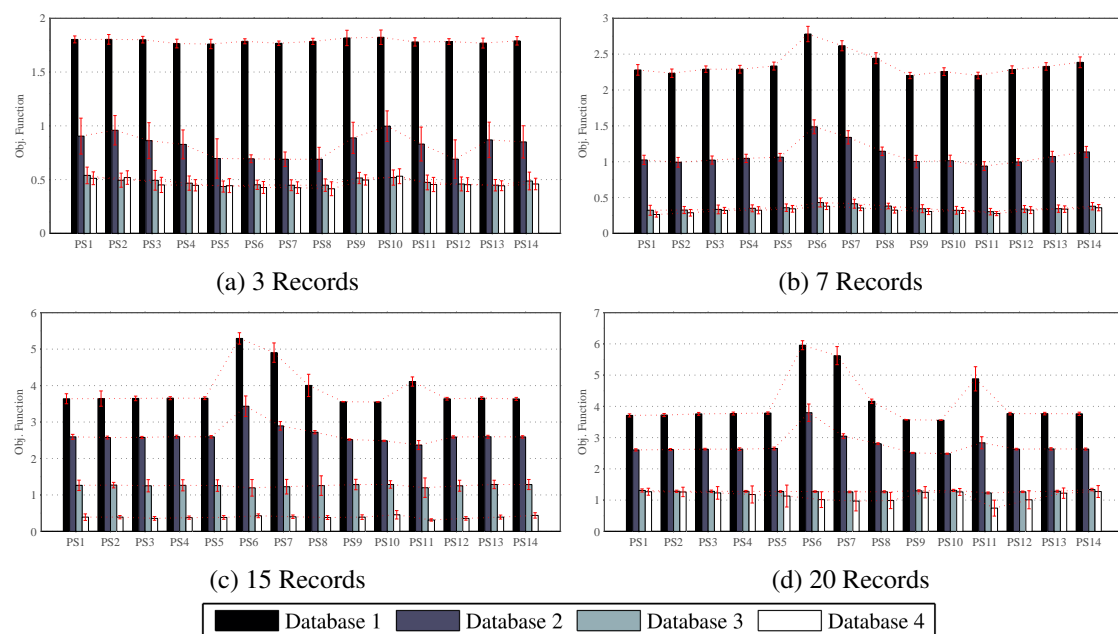 2
1.5
1
0.5
0
Obj. Function
PS1 PS2 PS3 PS4 PS5 PS6 PS7 PS8 PS9 PS10 PS11 PS12 PS13 PS14
(a) 3 Records
3
2.5
2
1.5
1
0.5
0
Obj. Function
PS1 PS2 PS3 PS4 PS5 PS6 PS7 PS8 PS9 PS10 PS11 PS12 PS13 PS14
(b) 7 Records
6
5
4
3
2
1
0
Obj. Function
PS1 PS2 PS3 PS4 PS5 PS6 PS7 PS8 PS9 PS10 PS11 PS12 PS13 PS14
(c) 15 Records
7
6
5
4
3
2
1
0
Obj. Function
PS1 PS2 PS3 PS4 PS5 PS6 PS7 PS8 PS9 PS10 PS11 PS12 PS13 PS14
(d) 20 Records
Database 1 Database 2 Database 3 Database 4